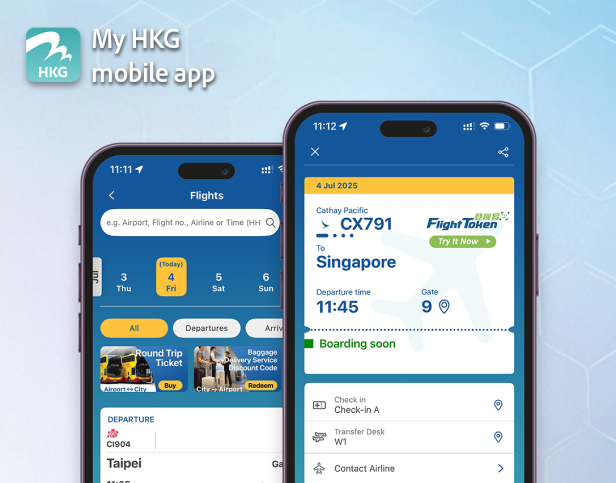 HKG
My HKG
mobile app
11:11
Flights
e.g. Airport, Flight no., Airline or Time (HH
Jul
3
Thu
(Today)
4
Fri
5
Sat
6
Sun
All
Departures
Arriv
Round Trip
Ticket
Airport ↔ City
Buy
Baggage
Delivery Service
Discount Code
City → Airport
Redeem
DEPARTURE
CI904
Taipei
Ga
11:12
4 Jul 2025
Cathay Pacific
CX791
登機易
FlightToken
Try It Now
To
Singapore
Departure time
11:45
Gate
9
Boarding soon
Check in
Check-in A
Transfer Desk
W1
Contact Airline